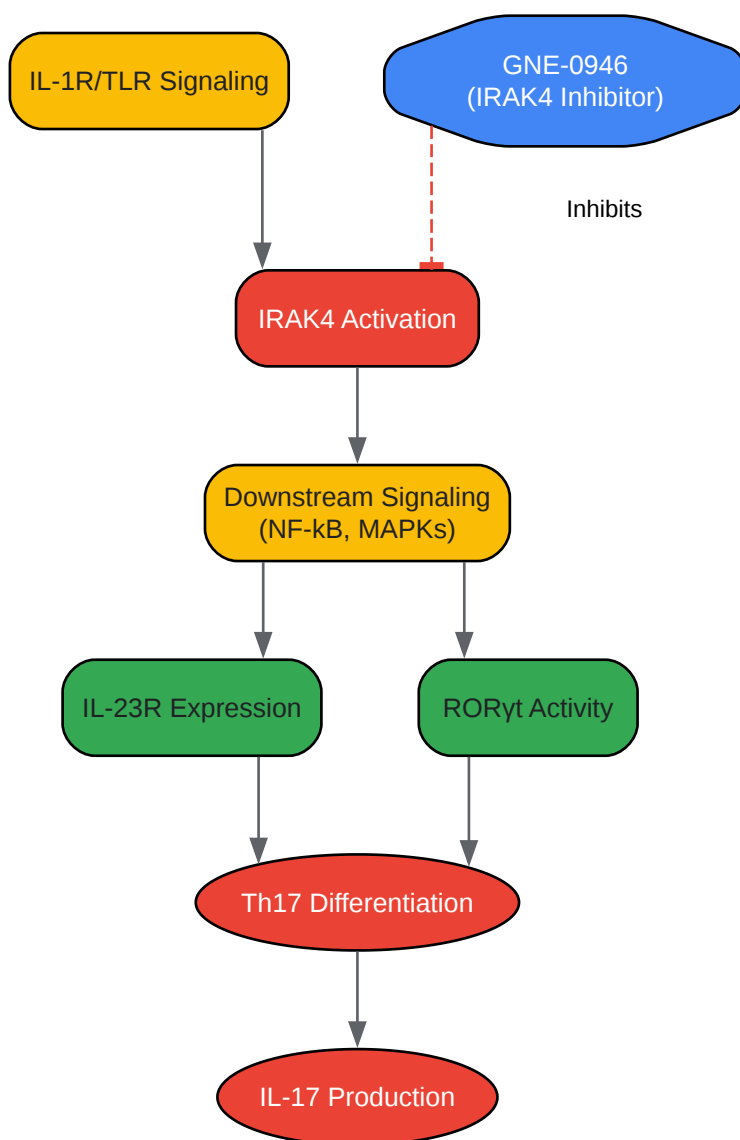 IL-1R/TLR Signaling
GNE-0946
(IRAK4 Inhibitor)
Inhibits
IRAK4 Activation
Downstream Signaling
(NF-kB, MAPKs)
IL-23R Expression
RORγt Activity
Th17 Differentiation
IL-17 Production